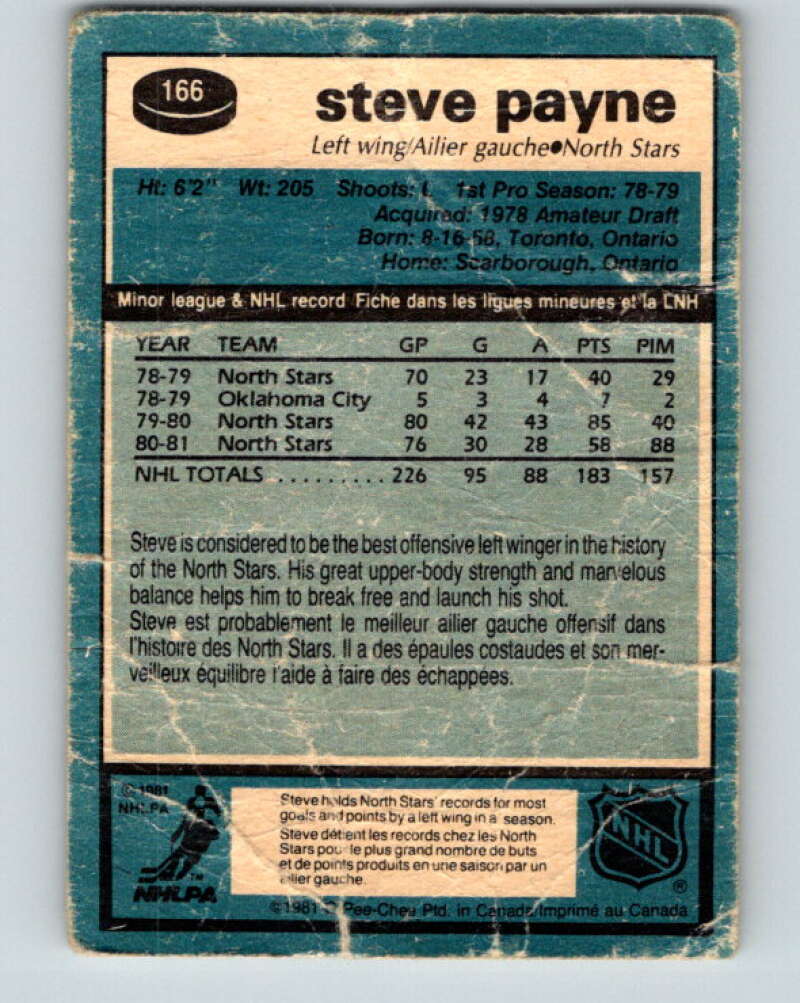 166
steve payne
Left wing/Ailier gauche●North Stars
Ht: 6'2" Wt: 205 Shoots: L 1st Pro Season: 78-79
Acquired: 1978 Amateur Draft
Born: 8-16-58, Toronto, Ontario
Home: Scarborough, Ontario
Minor league & NHL record Fiche dans les ligues mineures et la LNH
YEAR TEAM GP G A PTS PIM
78-79 North Stars 70 23 17 40 29
78-79 Oklahoma City 5 3 4 7 2
79-80 North Stars 80 42 43 85 40
80-81 North Stars 76 30 28 58 88
NHL TOTALS .......... 226 95 88 183 157
Steve is considered to be the best offensive left winger in the history
of the North Stars. His great upper-body strength and marvelous
balance helps him to break free and launch his shot.
Steve est probablement le meilleur ailier gauche offensif dans
l'histoire des North Stars. Il a des épaules costaudes et son mer-
veilleux équilibre l'aide à faire des échappées.
© 1981
NHLPA
NHLPA
TM
Steve holds North Stars' records for most
goals and points by a left wing in a season.
Steve détient les records chez les North
Stars pour le plus grand nombre de buts
et de points produits en une saison par un
ailier gauche.
NHL
®
© 1981 O-Pee-Chee Ptd. in Canada/Imprimé au Canada